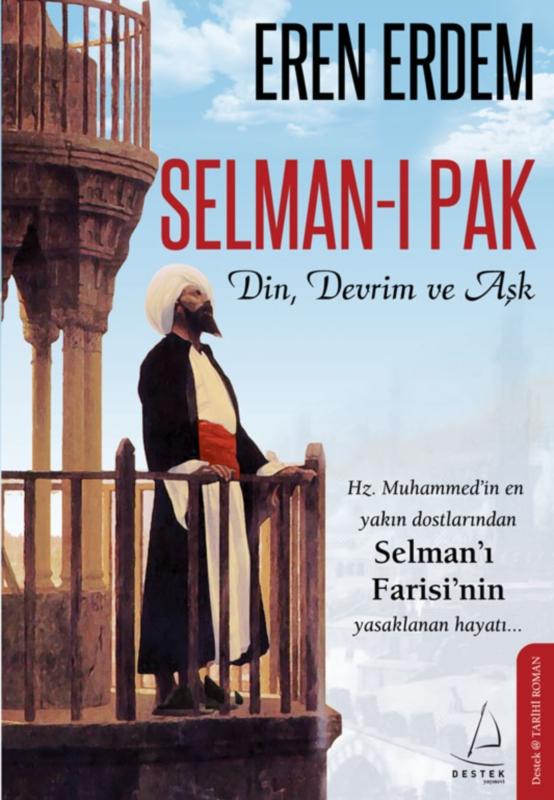 EREN ERDEM
SELMAN-I PAK
Din, Devrim ve Aşk
Hz. Muhammed'in en
yakın dostlarından
Selman'ı
Farisi'nin
yasaklanan hayatı...
Destek @ TARİHİ ROMAN
DESTEK
yayınevi